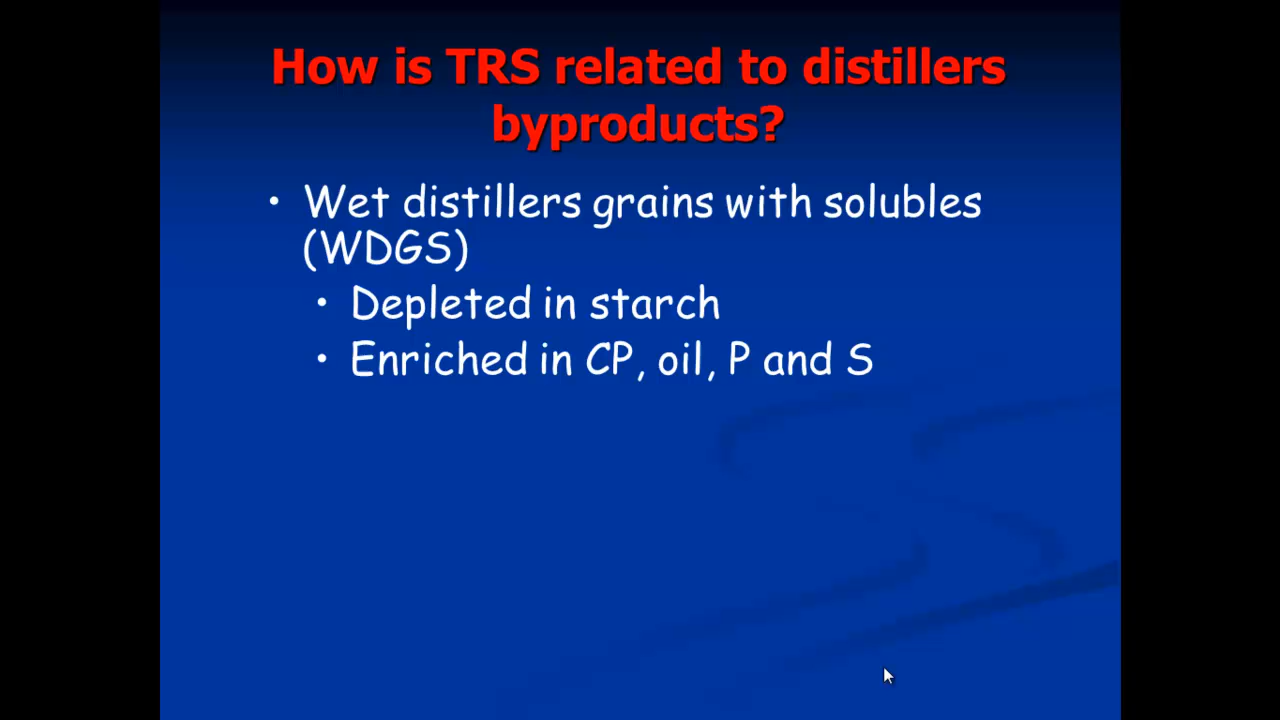 How is TRS related to distillers
byproducts?
• Wet distillers grains with solubles
(WDGS)
• Depleted in starch
• Enriched in CP, oil, P and S